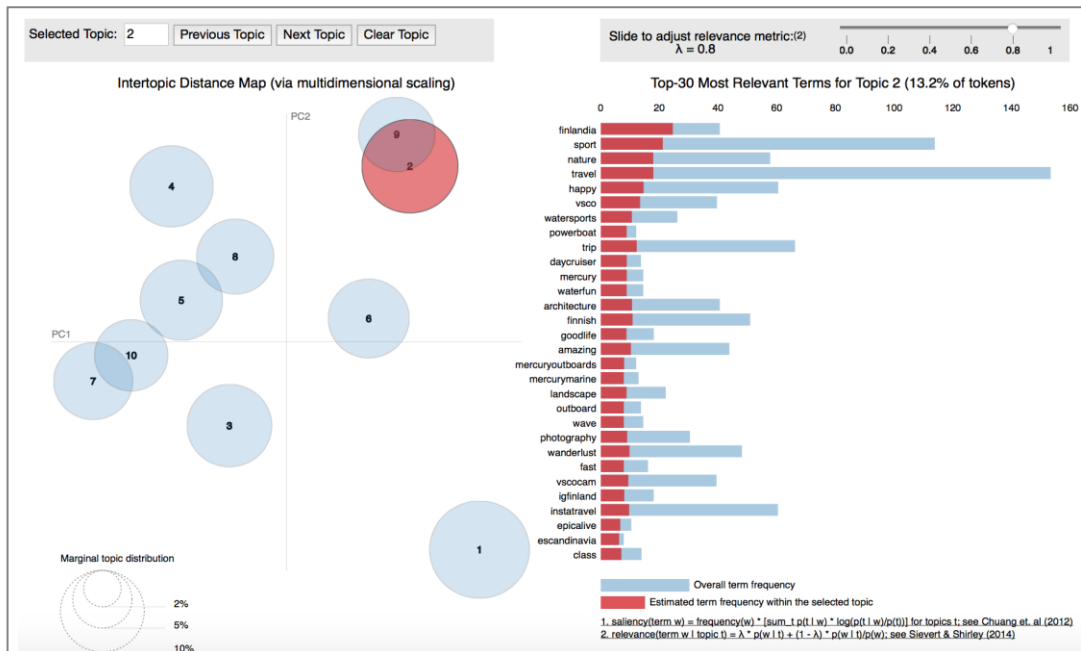 Selected Topic: 2 Previous Topic Next Topic Clear Topic
Slide to adjust relevance metric:(2)
λ = 0.8
0.0 0.2 0.4 0.6 0.8 1
Intertopic Distance Map (via multidimensional scaling)
PC2
PC1
9
2
4
8
5
6
10
7
3
1
Marginal topic distribution
2%
5%
10%
Top-30 Most Relevant Terms for Topic 2 (13.2% of tokens)
0 20 40 60 80 100 120 140 160
finlandia
sport
nature
travel
happy
vsco
watersports
powerboat
trip
daycruiser
mercury
waterfun
architecture
finnish
goodlife
amazing
mercuryoutboards
mercurymarine
landscape
outboard
wave
photography
wanderlust
fast
vscocam
igfinland
instatravel
epicalive
escandinavia
class
Overall term frequency
Estimated term frequency within the selected topic
1. saliency(term w) = frequency(w) * [sum_t p(t | w) * log(p(t | w)/p(t))] for topics t; see Chuang et. al (2012)
2. relevance(term w | topic t) = λ * p(w | t) + (1 - λ) * p(w | t)/p(w); see Sievert & Shirley (2014)